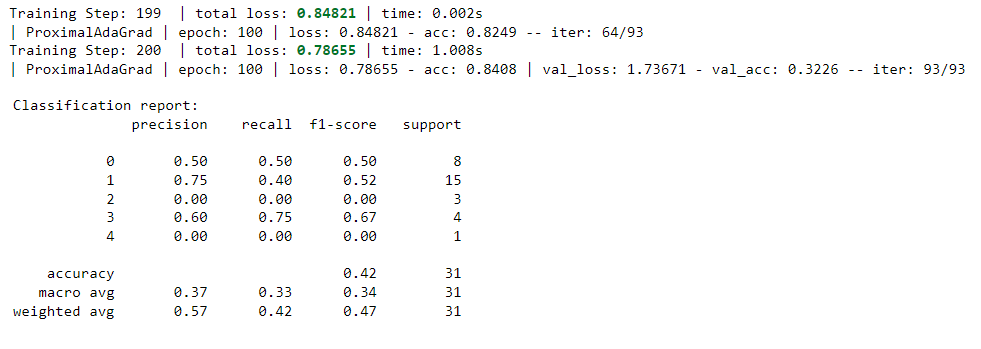 Training Step: 199  | total loss: 0.84821 | time: 0.002s
| ProximalAdaGrad | epoch: 100 | loss: 0.84821 - acc: 0.8249 -- iter: 64/93
Training Step: 200  | total loss: 0.78655 | time: 1.008s
| ProximalAdaGrad | epoch: 100 | loss: 0.78655 - acc: 0.8408 | val_loss: 1.73671 - val_acc: 0.3226 -- iter: 93/93
Classification report:
precision    recall  f1-score   support
0       0.50      0.50      0.50         8
1       0.75      0.40      0.52        15
2       0.00      0.00      0.00         3
3       0.60      0.75      0.67         4
4       0.00      0.00      0.00         1
accuracy                           0.42        31
macro avg       0.37      0.33      0.34        31
weighted avg       0.57      0.42      0.47        31